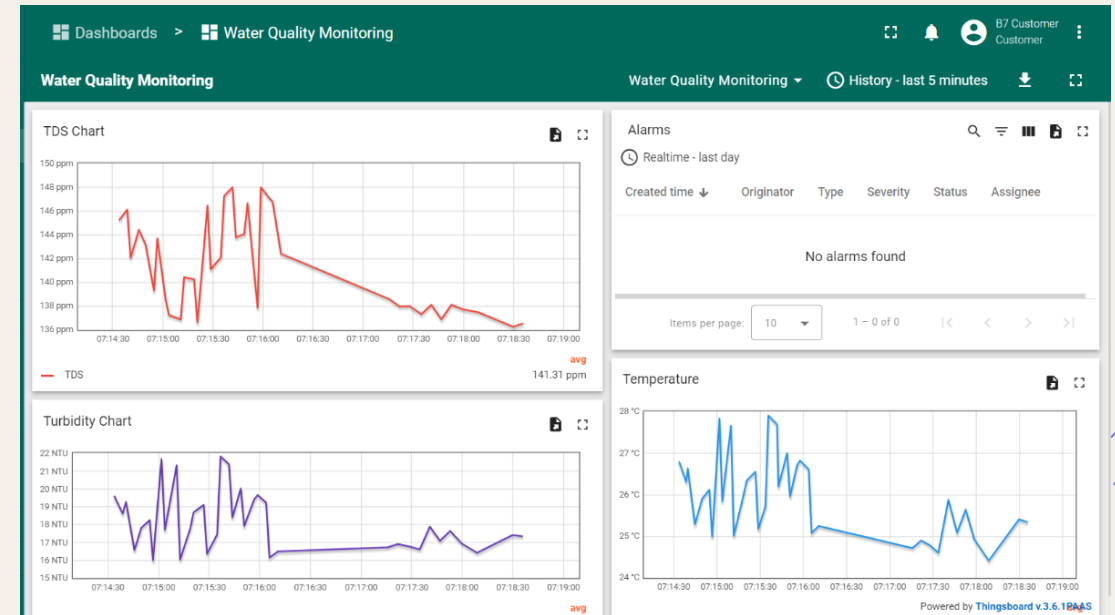 Dashboards > Water Quality Monitoring
B7 Customer
Customer
Water Quality Monitoring
Water Quality Monitoring
History - last 5 minutes
TDS Chart
150 ppm
148 ppm
146 ppm
144 ppm
142 ppm
140 ppm
138 ppm
136 ppm
07:14:30 07:15:00 07:15:30 07:16:00 07:16:30 07:17:00 07:17:30 07:18:00 07:18:30 07:19:00
avg
TDS 141.31 ppm
Alarms
Realtime - last day
Created time Originator Type Severity Status Assignee
No alarms found
Items per page: 10 1 – 0 of 0
Turbidity Chart
22 NTU
21 NTU
20 NTU
19 NTU
18 NTU
17 NTU
16 NTU
15 NTU
07:14:30 07:15:00 07:15:30 07:16:00 07:16:30 07:17:00 07:17:30 07:18:00 07:18:30 07:19:00
avg
Temperature
28 °C
27 °C
26 °C
25 °C
24 °C
07:14:30 07:15:00 07:15:30 07:16:00 07:16:30 07:17:00 07:17:30 07:18:00 07:18:30 07:19:00
Powered by Thingsboard v.3.6.1PAAS